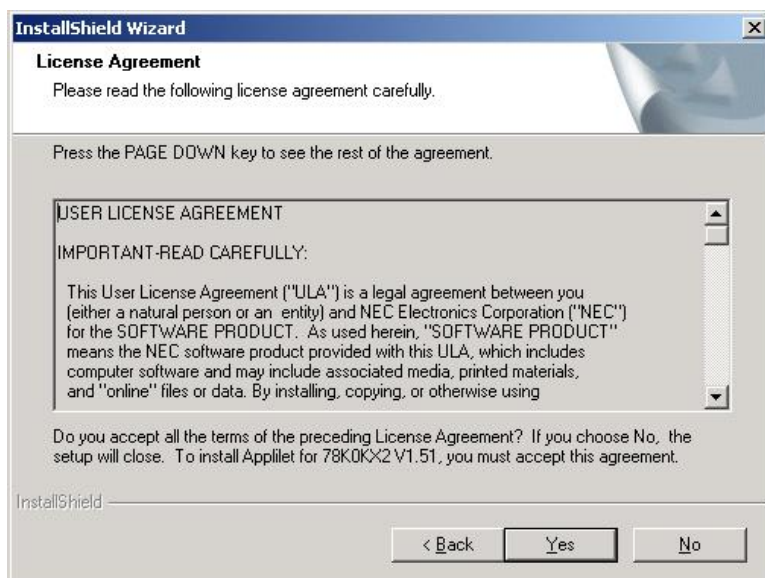 InstallShield Wizard
License Agreement
Please read the following license agreement carefully.
Press the PAGE DOWN key to see the rest of the agreement.
USER LICENSE AGREEMENT
IMPORTANT-READ CAREFULLY:
This User License Agreement ("ULA") is a legal agreement between you
(either a natural person or an entity) and NEC Electronics Corporation ("NEC")
for the SOFTWARE PRODUCT. As used herein, "SOFTWARE PRODUCT"
means the NEC software product provided with this ULA, which includes
computer software and may include associated media, printed materials,
and "online" files or data. By installing, copying, or otherwise using
Do you accept all the terms of the preceding License Agreement? If you choose No, the
setup will close. To install Applilet for 78K0KX2 V1.51, you must accept this agreement.
InstallShield
< Back
Yes
No